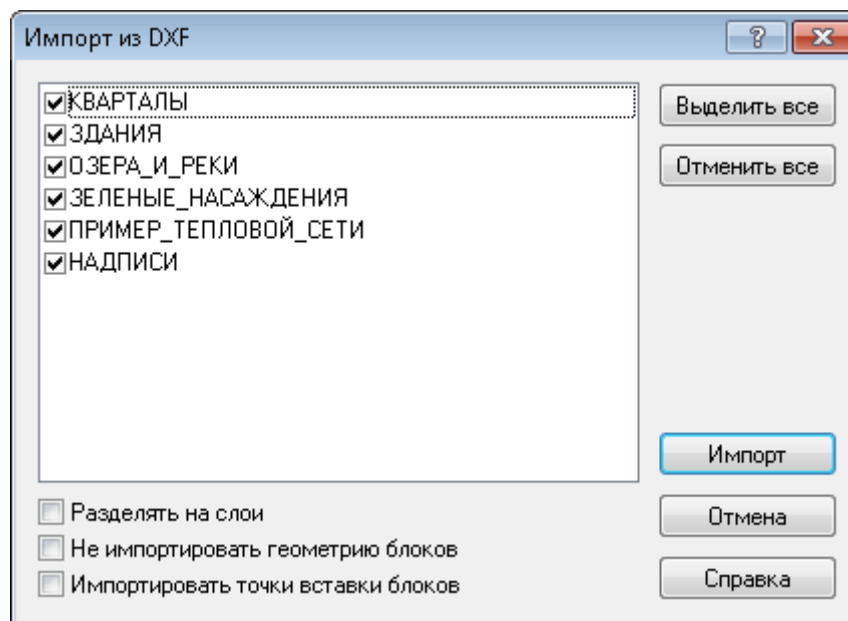 Импорт из DXF
КВАРТАЛЫ
ЗДАНИЯ
ОЗЕРА_И_РЕКИ
ЗЕЛЕНЫЕ_НАСАЖДЕНИЯ
ПРИМЕР_ТЕПЛОВОЙ_СЕТИ
НАДПИСИ
Выделить все
Отменить все
Импорт
Отмена
Справка
Разделять на слои
Не импортировать геометрию блоков
Импортировать точки вставки блоков